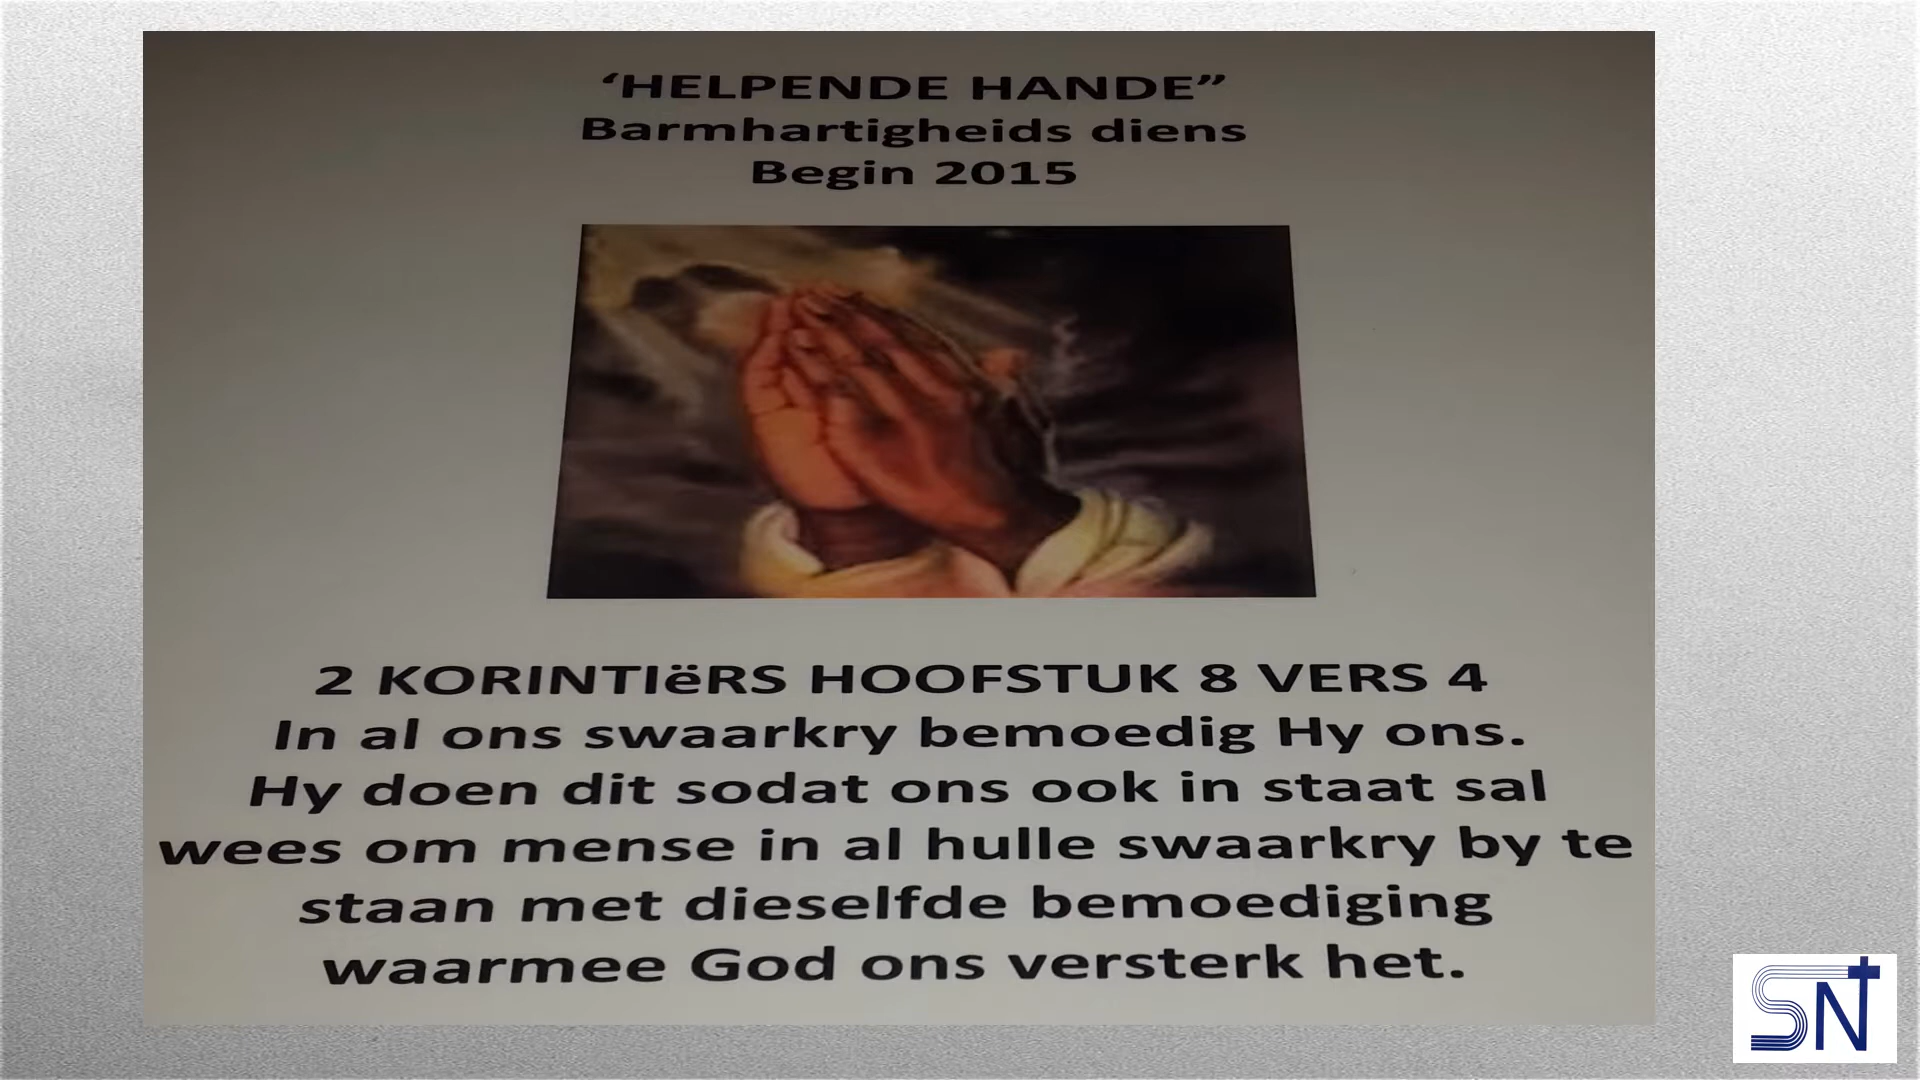 ‘HELPENDE HANDE”
Barmhartigheids diens
Begin 2015
2 KORINTIëRS HOOFSTUK 8 VERS 4
In al ons swaarkry bemoedig Hy ons.
Hy doen dit sodat ons ook in staat sal
wees om mense in al hulle swaarkry by te
staan met dieselfde bemoediging
waarmee God ons versterk het.
SN